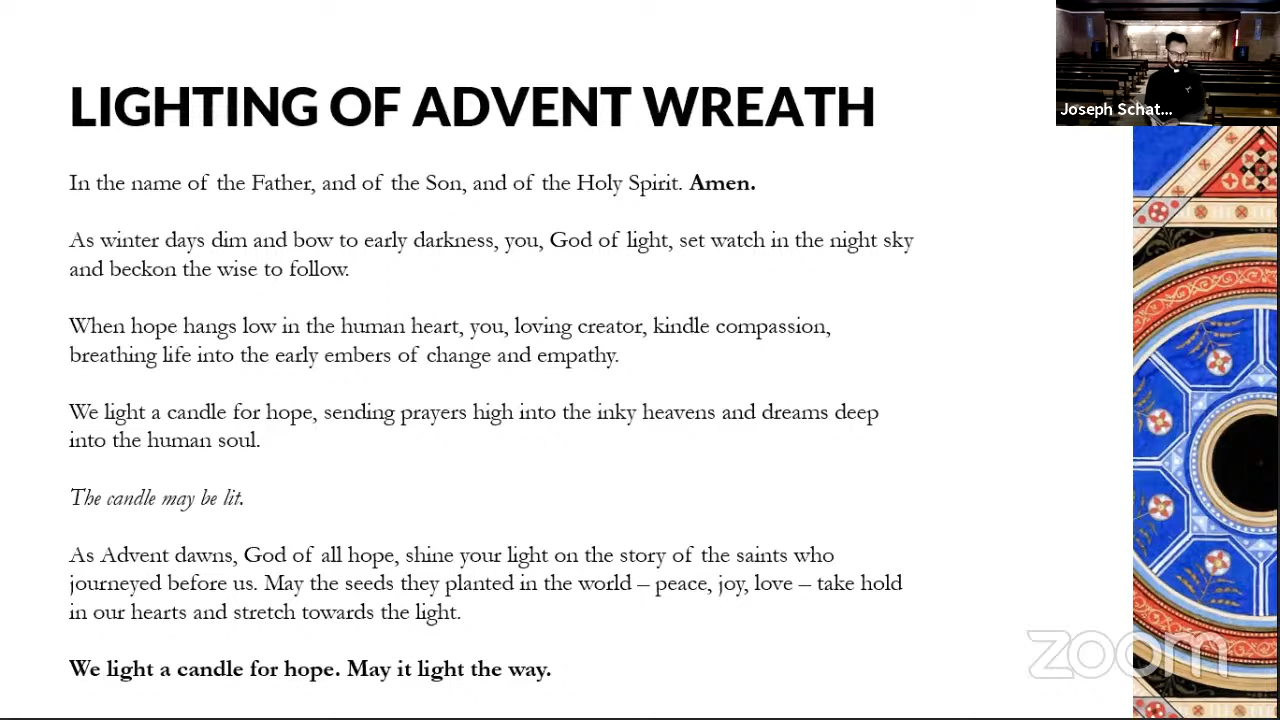 Joseph Schat...
LIGHTING OF ADVENT WREATH
In the name of the Father, and of the Son, and of the Holy Spirit. Amen.
As winter days dim and bow to early darkness, you, God of light, set watch in the night sky
and beckon the wise to follow.
When hope hangs low in the human heart, you, loving creator, kindle compassion,
breathing life into the early embers of change and empathy.
We light a candle for hope, sending prayers high into the inky heavens and dreams deep
into the human soul.
The candle may be lit.
As Advent dawns, God of all hope, shine your light on the story of the saints who
journeyed before us. May the seeds they planted in the world – peace, joy, love – take hold
in our hearts and stretch towards the light.
We light a candle for hope. May it light the way.
zoom